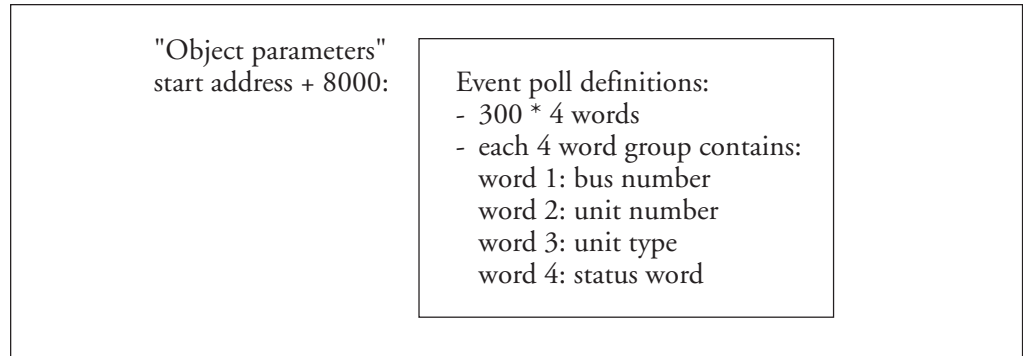 "Object parameters"
start address + 8000:
Event poll definitions:
- 300 * 4 words
- each 4 word group contains:
word 1: bus number
word 2: unit number
word 3: unit type
word 4: status word